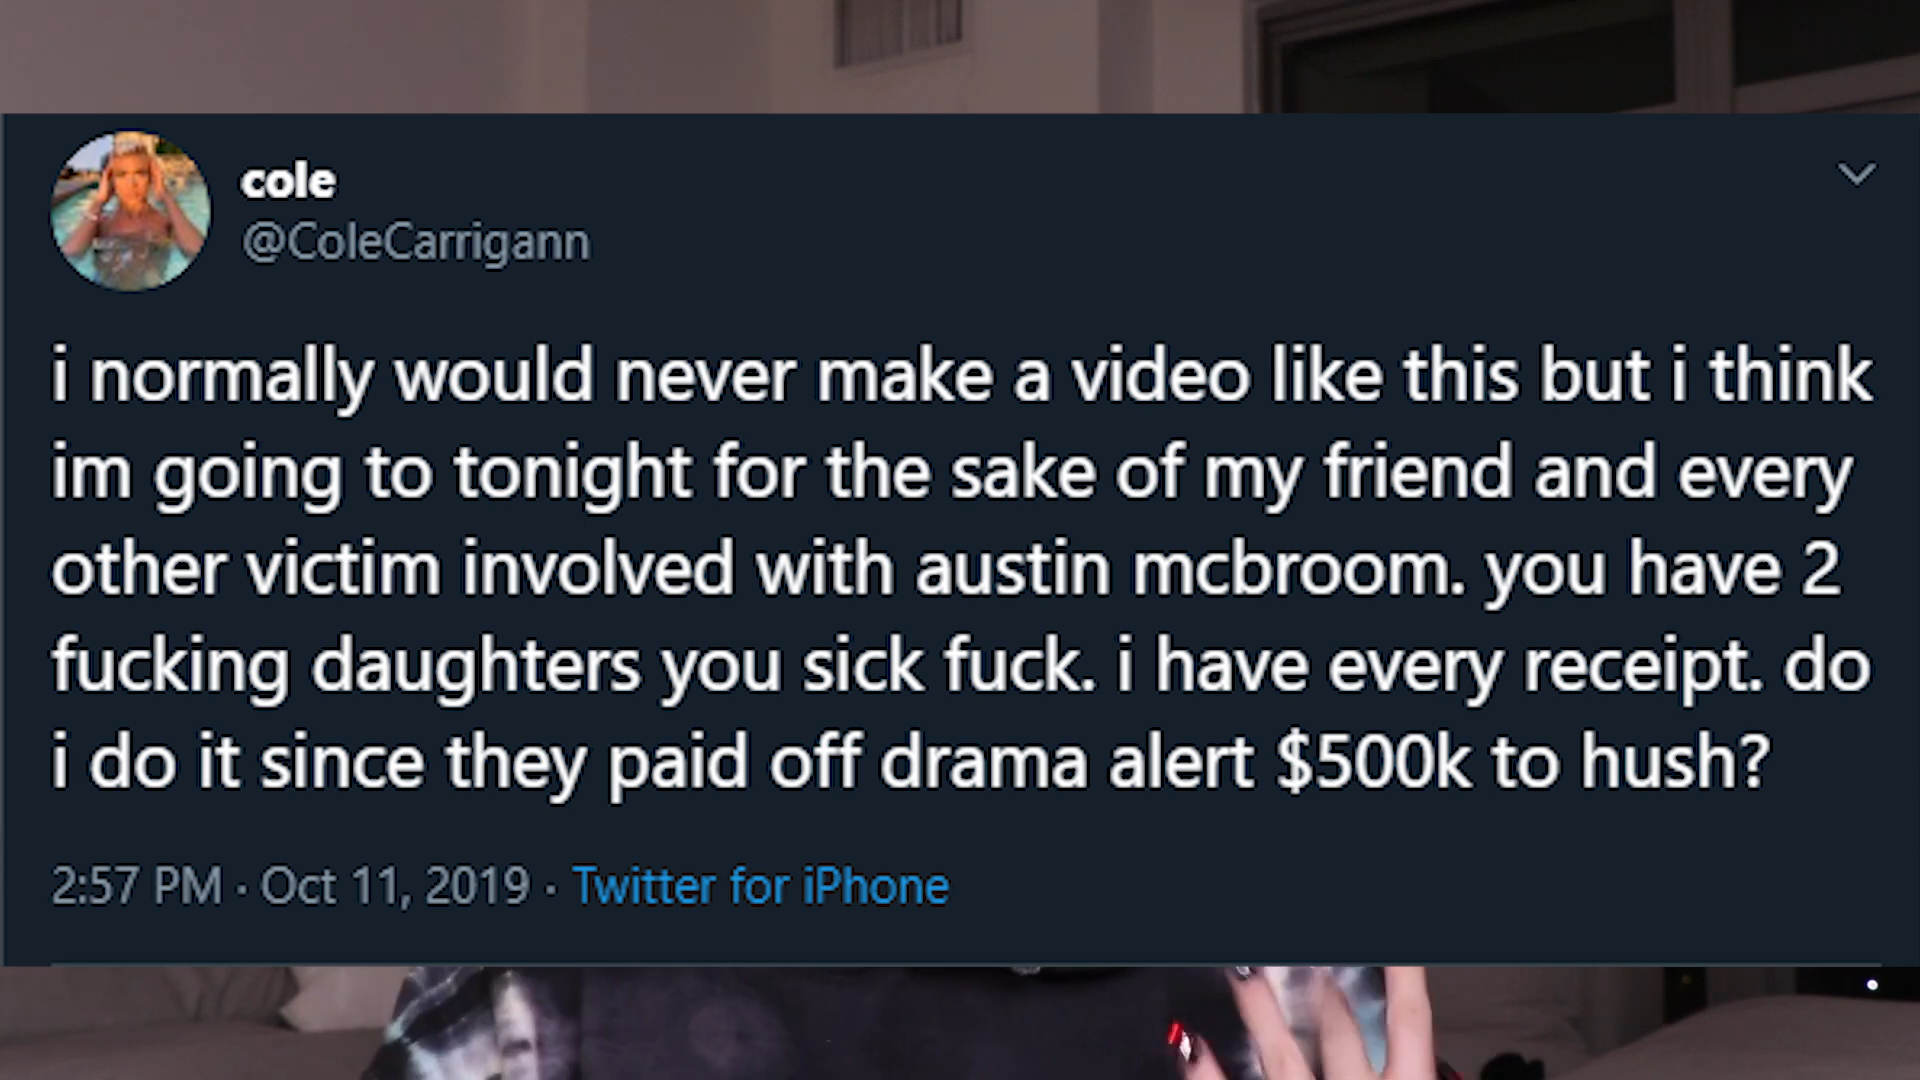 cole
@ColeCarrigann
i normally would never make a video like this but i think
im going to tonight for the sake of my friend and every
other victim involved with austin mcbroom. you have 2
fucking daughters you sick fuck. i have every receipt. do
i do it since they paid off drama alert $500k to hush?
2:57 PM · Oct 11, 2019 · Twitter for iPhone